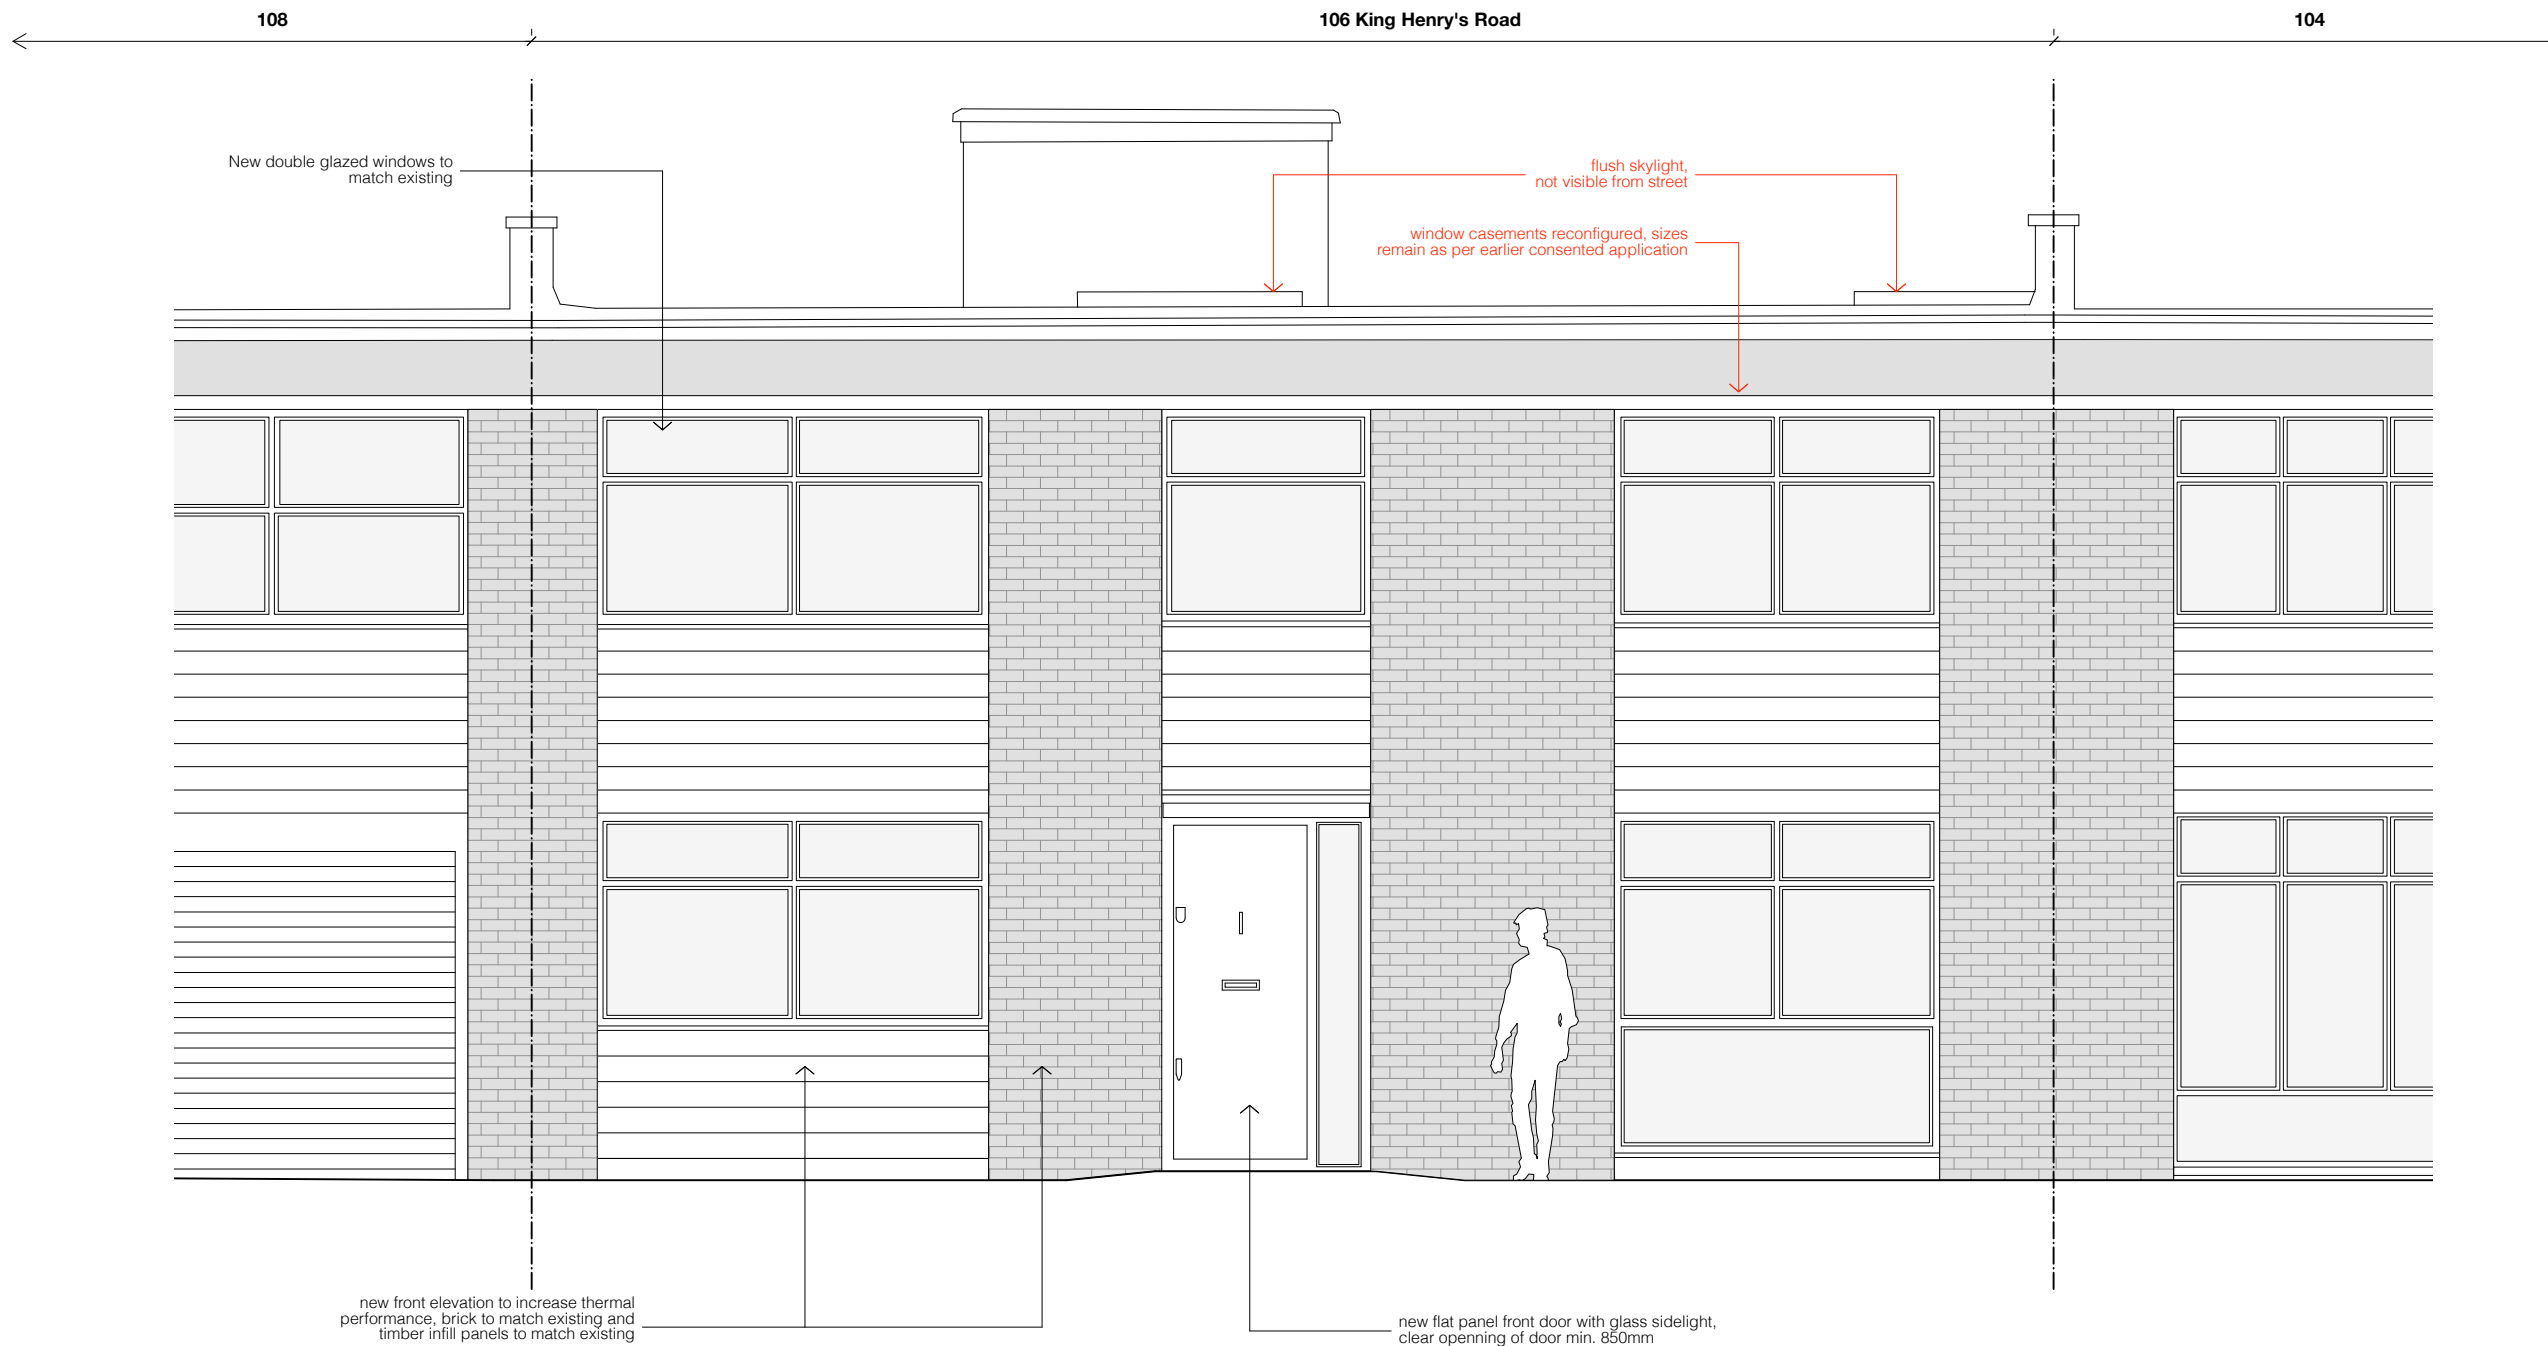 108
106 King Henry's Road
104
New double glazed windows to
match existing
flush skylight,
not visible from street
window casements reconfigured, sizes
remain as per earlier consented application
new front elevation to increase thermal
performance, brick to match existing and
timber infill panels to match existing
new flat panel front door with glass sidelight,
clear openning of door min. 850mm